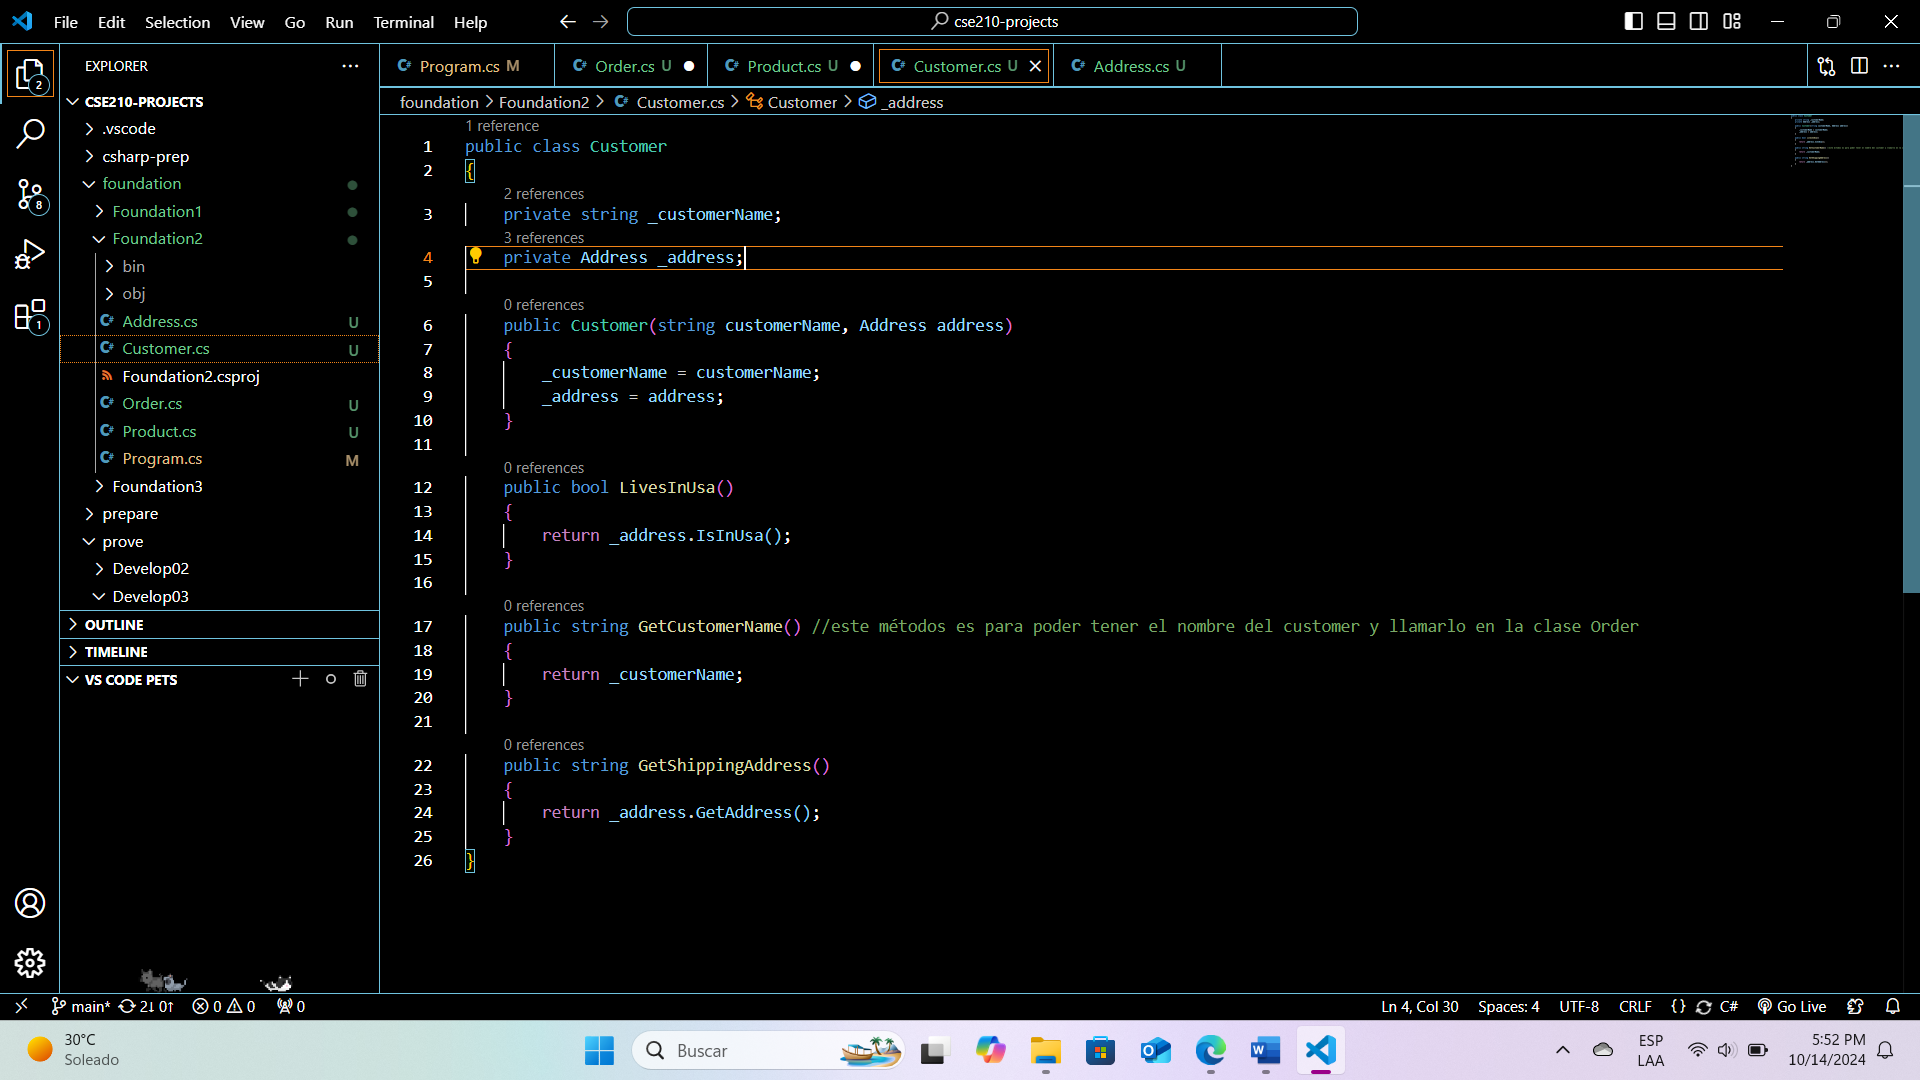 File Edit Selection View Go Run Terminal Help
cse210-projects
EXPLORER
Program.cs M
Order.cs U
Product.cs U
Customer.cs U
Address.cs U
foundation > Foundation2 > Customer.cs > Customer > _address
2
8
1
CSE210-PROJECTS
.vscode
csharp-prep
foundation
Foundation1
Foundation2
bin
obj
Address.cs U
Customer.cs U
Foundation2.csproj
Order.cs U
Product.cs U
Program.cs M
Foundation3
prepare
prove
Develop02
Develop03
OUTLINE
TIMELINE
VS CODE PETS
1 reference
1 public class Customer
2 {
2 references
3 private string _customerName;
3 references
4 private Address _address;
5
0 references
6 public Customer(string customerName, Address address)
7 {
8 _customerName = customerName;
9 _address = address;
10 }
11
0 references
12 public bool LivesInUsa()
13 {
14 return _address.IsInUsa();
15 }
16
0 references
17 public string GetCustomerName() //este métodos es para poder tener el nombre del customer y llamarlo en la clase Order
18 {
19 return _customerName;
20 }
21
0 references
22 public string GetShippingAddress()
23 {
24 return _address.GetAddress();
25 }
26 }
main* 2↓ 0↑ 0 0 0
Ln 4, Col 30 Spaces: 4 UTF-8 CRLF {} C# Go Live
30°C
Soleado
Buscar
ESP
LAA
5:52 PM
10/14/2024